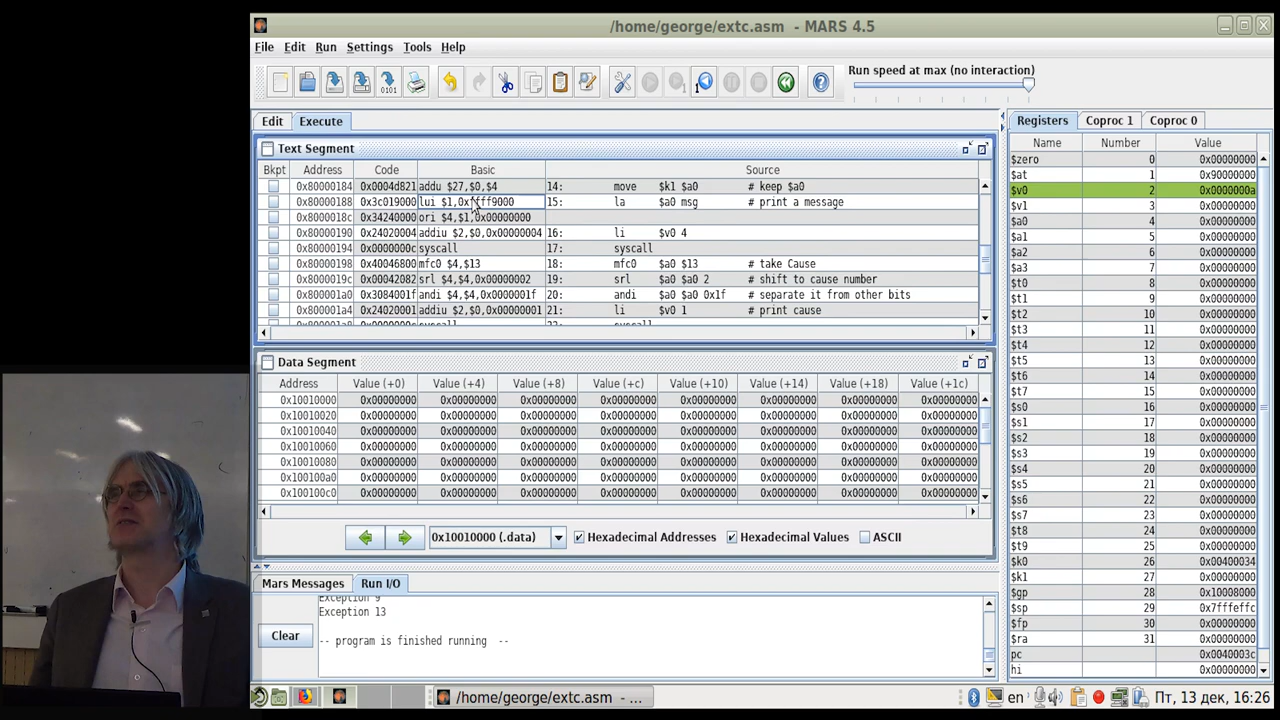 /home/george/extc.asm - MARS 4.5
File Edit Run Settings Tools Help
Run speed at max (no interaction)
Edit Execute
Text Segment
Bkpt Address Code Basic Source
0x80000184 0x0004d821 addu $27,$0,$4 14: move $k1 $a0 # keep $a0
0x80000188 0x3c019000 lui $1,0xffff9000 15: la $a0 msg # print a message
0x8000018c 0x34240000 ori $4,$1,0x00000000
0x80000190 0x24020004 addiu $2,$0,0x00000004 16: li $v0 4
0x80000194 0x0000000c syscall 17: syscall
0x80000198 0x40046800 mfc0 $4,$13 18: mfc0 $a0 $13 # take Cause
0x8000019c 0x00042082 srl $4,$4,0x00000002 19: srl $a0 $a0 2 # shift to cause number
0x800001a0 0x3084001f andi $4,$4,0x0000001f 20: andi $a0 $a0 0x1f # separate it from other bits
0x800001a4 0x24020001 addiu $2,$0,0x00000001 21: li $v0 1 # print cause
Data Segment
Address Value (+0) Value (+4) Value (+8) Value (+c) Value (+10) Value (+14) Value (+18) Value (+1c)
0x10010000 0x00000000 0x00000000 0x00000000 0x00000000 0x00000000 0x00000000 0x00000000 0x00000000
0x10010020 0x00000000 0x00000000 0x00000000 0x00000000 0x00000000 0x00000000 0x00000000 0x00000000
0x10010040 0x00000000 0x00000000 0x00000000 0x00000000 0x00000000 0x00000000 0x00000000 0x00000000
0x10010060 0x00000000 0x00000000 0x00000000 0x00000000 0x00000000 0x00000000 0x00000000 0x00000000
0x10010080 0x00000000 0x00000000 0x00000000 0x00000000 0x00000000 0x00000000 0x00000000 0x00000000
0x100100a0 0x00000000 0x00000000 0x00000000 0x00000000 0x00000000 0x00000000 0x00000000 0x00000000
0x100100c0 0x00000000 0x00000000 0x00000000 0x00000000 0x00000000 0x00000000 0x00000000 0x00000000
0x10010000 (.data) Hexadecimal Addresses Hexadecimal Values ASCII
Mars Messages Run I/O
Exception 9
Exception 13
-- program is finished running --
Clear
Registers Coproc 1 Coproc 0
Name Number Value
$zero 0 0x00000000
$at 1 0x90000000
$v0 2 0x0000000a
$v1 3 0x00000000
$a0 4 0x00000000
$a1 5 0x00000000
$a2 6 0x00000000
$a3 7 0x00000000
$t0 8 0x00000000
$t1 9 0x00000000
$t2 10 0x00000000
$t3 11 0x00000000
$t4 12 0x00000000
$t5 13 0x00000000
$t6 14 0x00000000
$t7 15 0x00000000
$s0 16 0x00000000
$s1 17 0x00000000
$s2 18 0x00000000
$s3 19 0x00000000
$s4 20 0x00000000
$s5 21 0x00000000
$s6 22 0x00000000
$s7 23 0x00000000
$t8 24 0x00000000
$t9 25 0x00000000
$k0 26 0x00400034
$k1 27 0x00000000
$gp 28 0x10008000
$sp 29 0x7fffeffc
$fp 30 0x00000000
$ra 31 0x00000000
pc 0x0040003c
hi 0x00000000
/home/george/extc.asm - ...
en Пт, 13 дек, 16:26